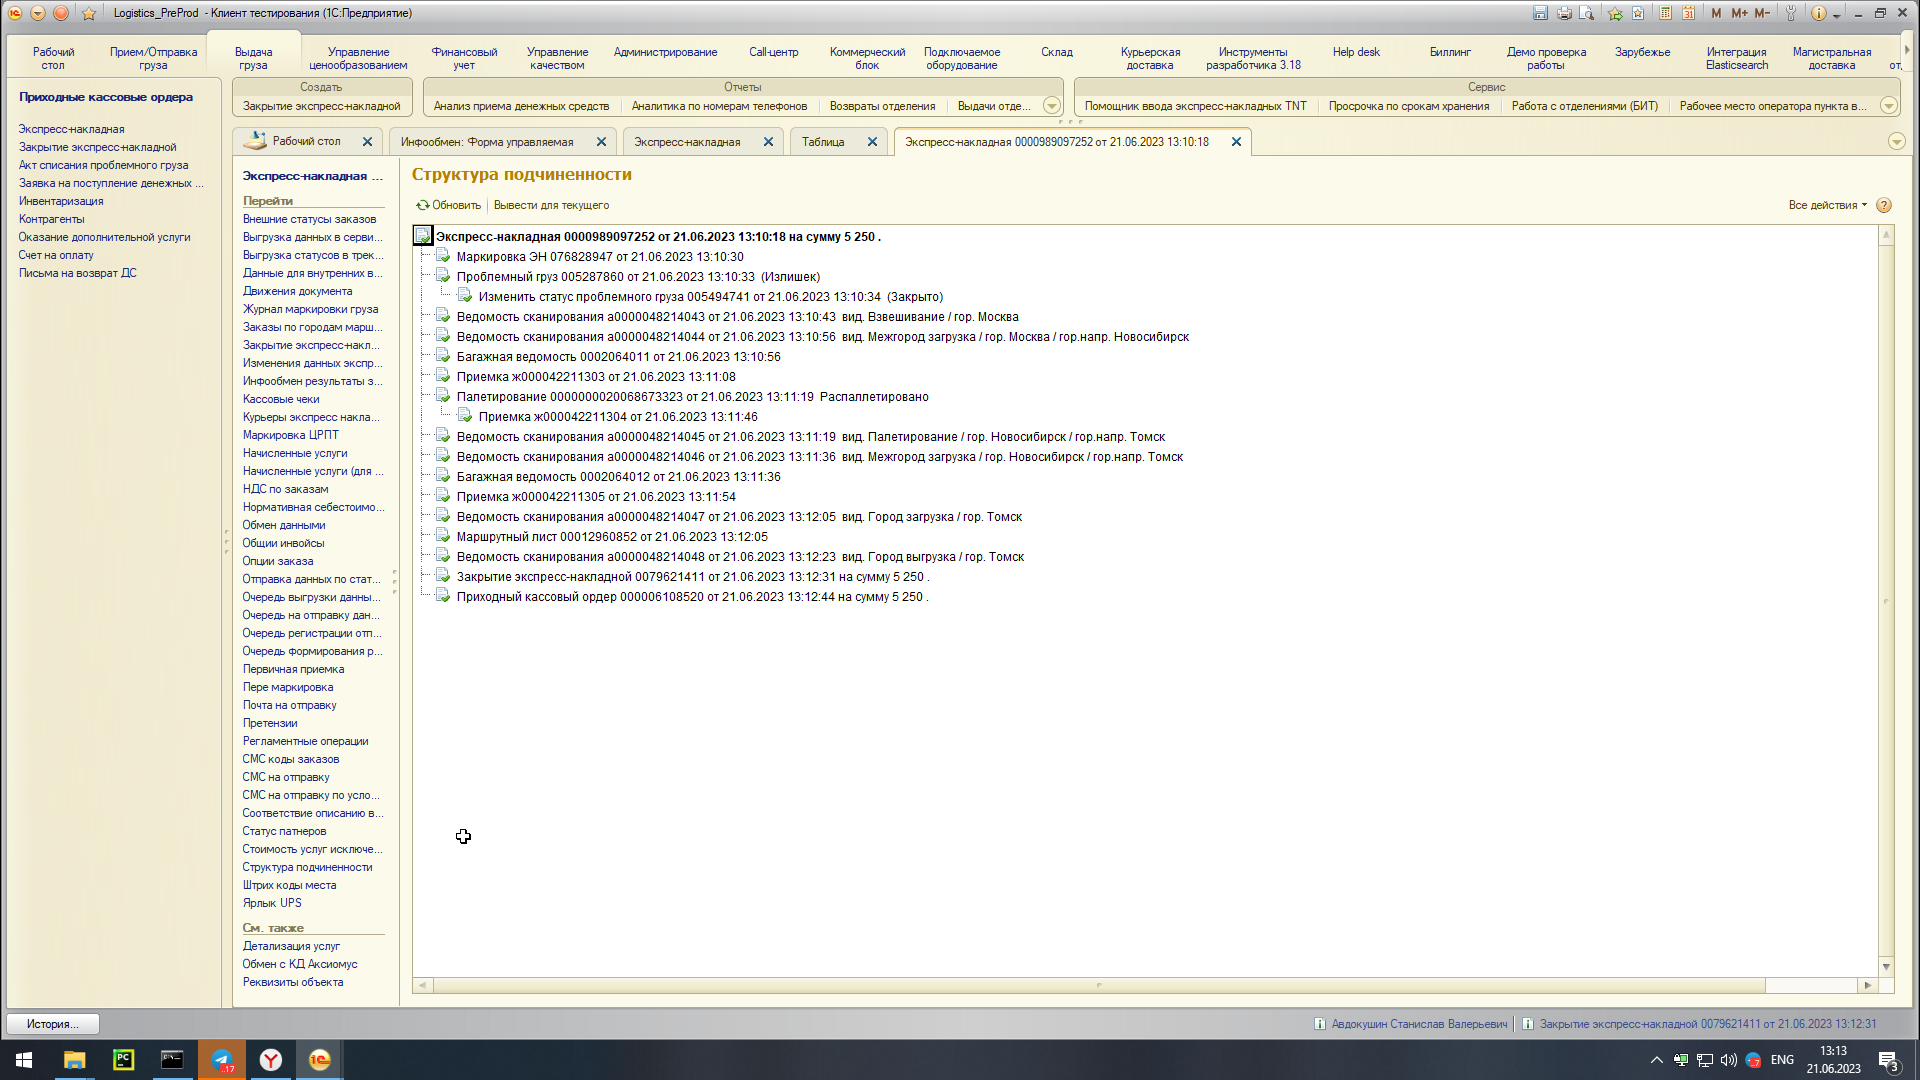 Logistics_PreProd - Клиент тестирования (1С:Предприятие)
M M+ M-
Рабочий стол
Прием/Отправка груза
Выдача груза
Управление ценообразованием
Финансовый учет
Управление качеством
Администрирование
Call-центр
Коммерческий блок
Подключаемое оборудование
Склад
Курьерская доставка
Инструменты разработчика 3.18
Help desk
Биллинг
Демо проверка работы
Зарубежье
Интеграция Elasticsearch
Магистральная доставка
от.
Создать
Закрытие экспресс-накладной
Отчеты
Анализ приема денежных средств
Аналитика по номерам телефонов
Возвраты отделения
Выдачи отде...
Сервис
Помощник ввода экспресс-накладных TNT
Просрочка по срокам хранения
Работа с отделениями (БИТ)
Рабочее место оператора пункта в...
Приходные кассовые ордера
Экспресс-накладная
Закрытие экспресс-накладной
Акт списания проблемного груза
Заявка на поступление денежных ...
Инвентаризация
Контрагенты
Оказание дополнительной услуги
Счет на оплату
Письма на возврат ДС
Рабочий стол
Инфообмен: Форма управляемая
Экспресс-накладная
Таблица
Экспресс-накладная 0000989097252 от 21.06.2023 13:10:18
Экспресс-накладная ...
Перейти
Внешние статусы заказов
Выгрузка данных в серви...
Выгрузка статусов в трек...
Данные для внутренних в...
Движения документа
Журнал маркировки груза
Заказы по городам марш...
Закрытие экспресс-накл...
Изменения данных экспр...
Инфообмен результаты з...
Кассовые чеки
Курьеры экспресс накла...
Маркировка ЦРПТ
Начисленные услуги
Начисленные услуги (для ...
НДС по заказам
Нормативная себестоимо...
Обмен данными
Общии инвойсы
Опции заказа
Отправка данных по стат...
Очередь выгрузки данны...
Очередь на отправку дан...
Очередь регистрации отп...
Очередь формирования р...
Первичная приемка
Пере маркировка
Почта на отправку
Претензии
Регламентные операции
СМС коды заказов
СМС на отправку
СМС на отправку по усло...
Соответствие описанию в...
Статус патнеров
Стоимость услуг исключе...
Структура подчиненности
Штрих коды места
Ярлык UPS
См. также
Детализация услуг
Обмен с КД Аксиомус
Реквизиты объекта
Структура подчиненности
Обновить
Вывести для текущего
Все действия
Экспресс-накладная 0000989097252 от 21.06.2023 13:10:18 на сумму 5 250 .
Маркировка ЭН 076828947 от 21.06.2023 13:10:30
Проблемный груз 005287860 от 21.06.2023 13:10:33 (Излишек)
Изменить статус проблемного груза 005494741 от 21.06.2023 13:10:34 (Закрыто)
Ведомость сканирования а0000048214043 от 21.06.2023 13:10:43 вид. Взвешивание / гор. Москва
Ведомость сканирования а0000048214044 от 21.06.2023 13:10:56 вид. Межгород загрузка / гор. Москва / гор.напр. Новосибирск
Багажная ведомость 0002064011 от 21.06.2023 13:10:56
Приемка ж000042211303 от 21.06.2023 13:11:08
Палетирование 0000000020068673323 от 21.06.2023 13:11:19 Распаллетировано
Приемка ж000042211304 от 21.06.2023 13:11:46
Ведомость сканирования а0000048214045 от 21.06.2023 13:11:19 вид. Палетирование / гор. Новосибирск / гор.напр. Томск
Ведомость сканирования а0000048214046 от 21.06.2023 13:11:36 вид. Межгород загрузка / гор. Новосибирск / гор.напр. Томск
Багажная ведомость 0002064012 от 21.06.2023 13:11:36
Приемка ж000042211305 от 21.06.2023 13:11:54
Ведомость сканирования а0000048214047 от 21.06.2023 13:12:05 вид. Город загрузка / гор. Томск
Маршрутный лист 00012960852 от 21.06.2023 13:12:05
Ведомость сканирования а0000048214048 от 21.06.2023 13:12:23 вид. Город выгрузка / гор. Томск
Закрытие экспресс-накладной 0079621411 от 21.06.2023 13:12:31 на сумму 5 250 .
Приходный кассовый ордер 000006108520 от 21.06.2023 13:12:44 на сумму 5 250 .
История...
Авдокушин Станислав Валерьевич
Закрытие экспресс-накладной 0079621411 от 21.06.2023 13:12:31
ENG
13:13
21.06.2023
3